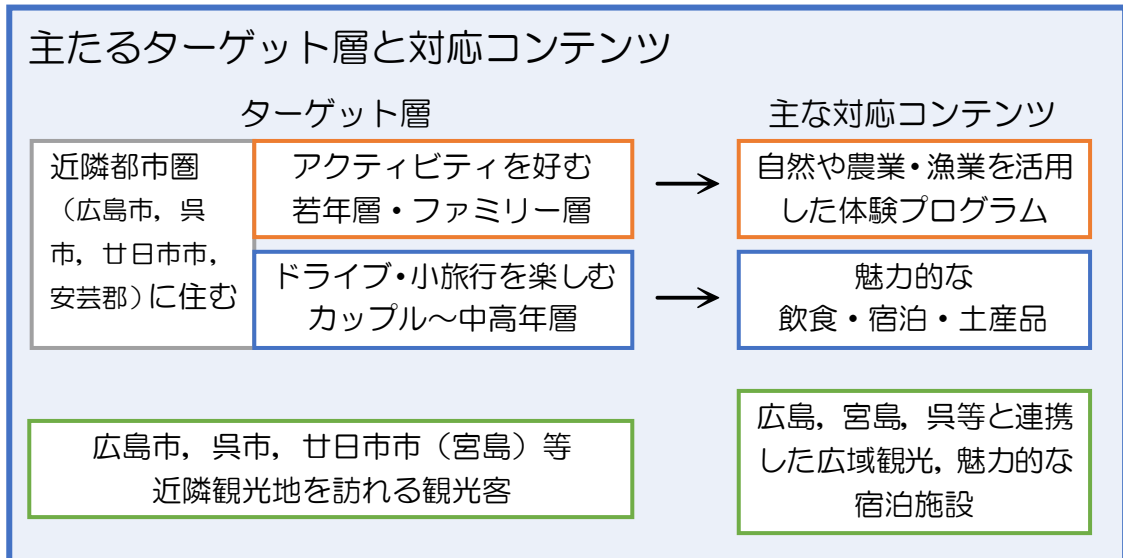 主たるターゲット層と対応コンテンツ
ターゲット層
主な対応コンテンツ
近隣都市圏
（広島市，呉
市，廿日市市，
安芸郡）に住む
アクティビティを好む
若年層・ファミリー層
自然や農業・漁業を活用
した体験プログラム
ドライブ・小旅行を楽しむ
カップル～中高年層
魅力的な
飲食・宿泊・土産品
広島市，呉市，廿日市市（宮島）等
近隣観光地を訪れる観光客
広島，宮島，呉等と連携
した広域観光，魅力的な
宿泊施設